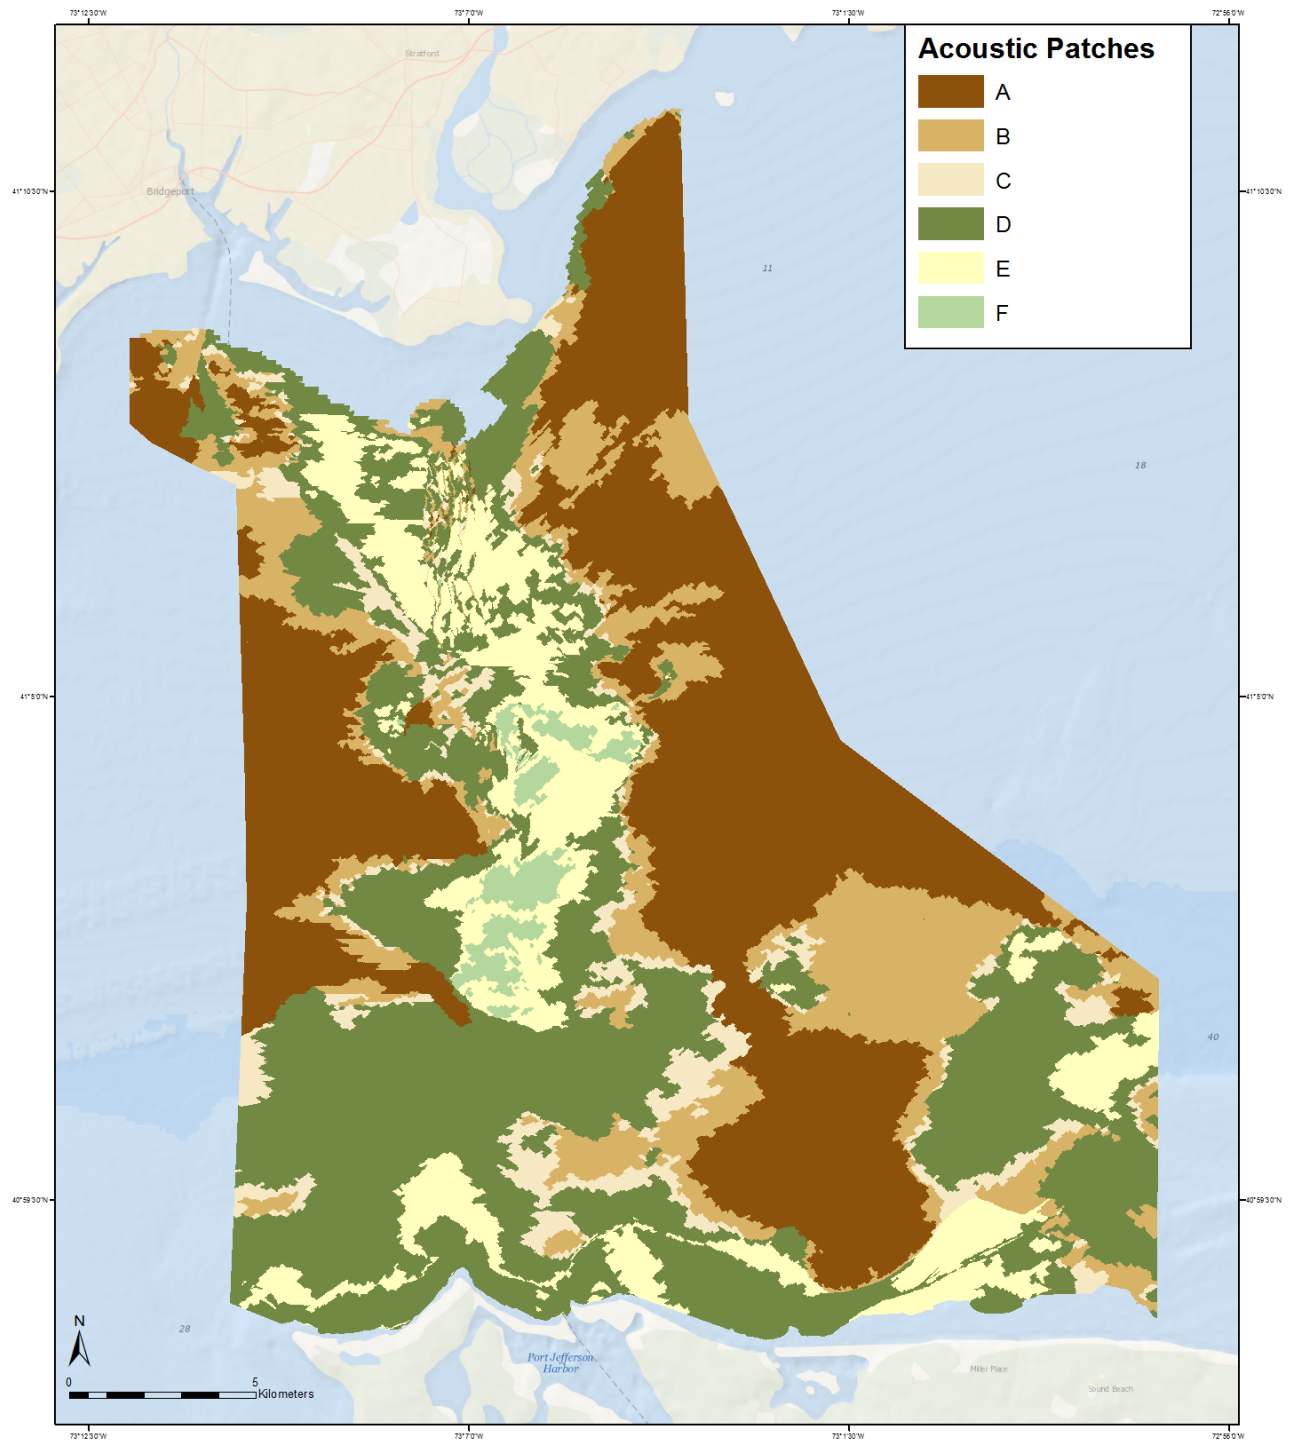 73°12'30"W 73°7'0"W 73°1'30"W 72°56'0"W
Stratford
Acoustic Patches
A
B
C
D
E
F
41°10'30"N Bridgeport 41°10'30"N
11
18
41°5'0"N 41°5'0"N
40
40°59'30"N 40°59'30"N
N
28
Port Jefferson
Harbor
Miller Place
Sound Beach
0 5
Kilometers
73°12'30"W 73°7'0"W 73°1'30"W 72°56'0"W